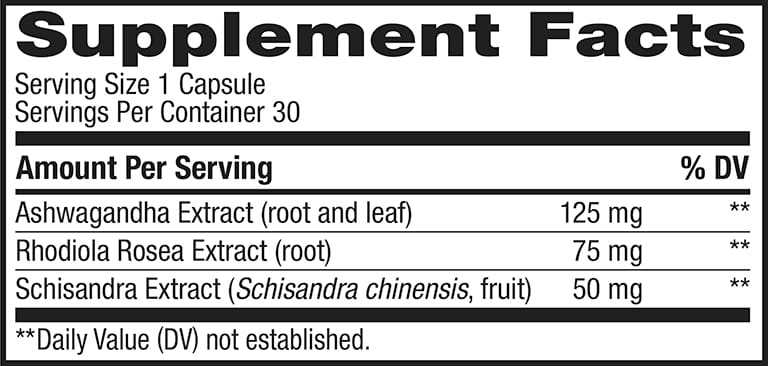 Supplement Facts
Serving Size 1 Capsule
Servings Per Container 30
Amount Per Serving % DV
Ashwagandha Extract (root and leaf) 125 mg **
Rhodiola Rosea Extract (root) 75 mg **
Schisandra Extract (Schisandra chinensis, fruit) 50 mg **
**Daily Value (DV) not established.